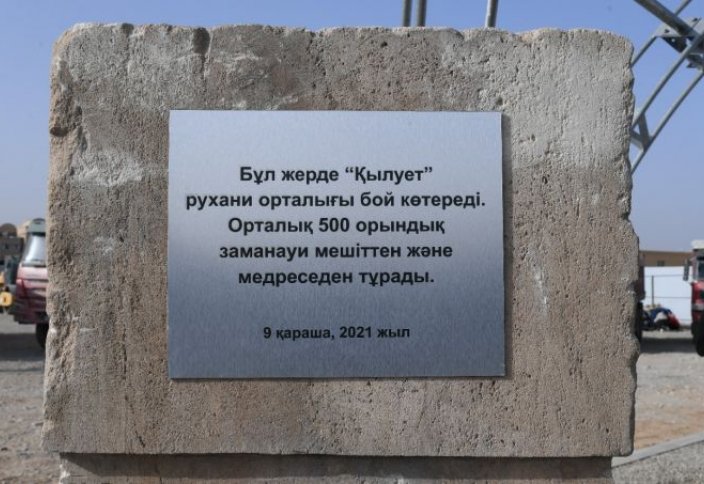 Бұл жерде “Қылует”
рухани орталығы бой көтереді.
Орталық 500 орындық
заманауи мешіттен және
медреседен тұрады.
9 қараша, 2021 жыл